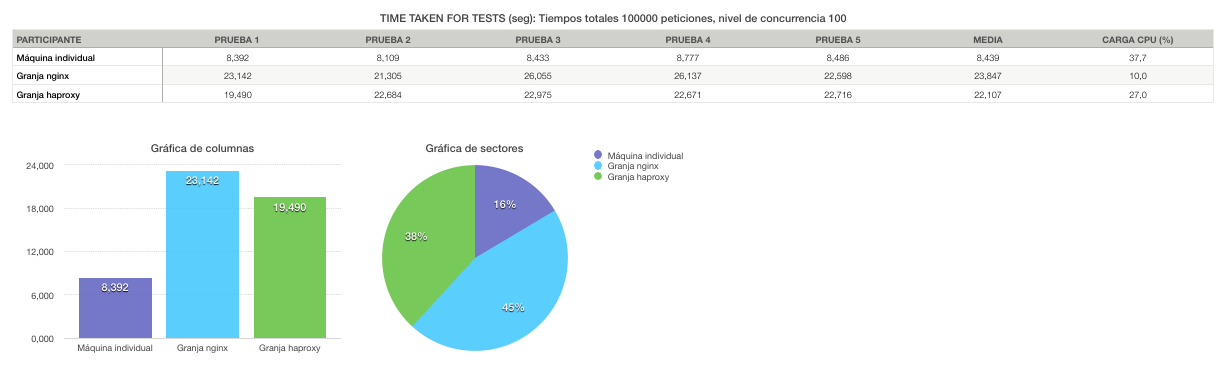 TIME TAKEN FOR TESTS (seg): Tiempos totales 100000 peticiones, nivel de concurrencia 100
PARTICIPANTE PRUEBA 1 PRUEBA 2 PRUEBA 3 PRUEBA 4 PRUEBA 5 MEDIA CARGA CPU (%)
Máquina individual 8,392 8,109 8,433 8,777 8,486 8,439 37,7
Granja nginx 23,142 21,305 26,055 26,137 22,598 23,847 10,0
Granja haproxy 19,490 22,684 22,975 22,671 22,716 22,107 27,0
Gráfica de columnas
24,000
18,000
12,000
6,000
0,000
8,392
23,142
19,490
Máquina individual Granja nginx Granja haproxy
Gráfica de sectores
16%
38%
45%
Máquina individual
Granja nginx
Granja haproxy